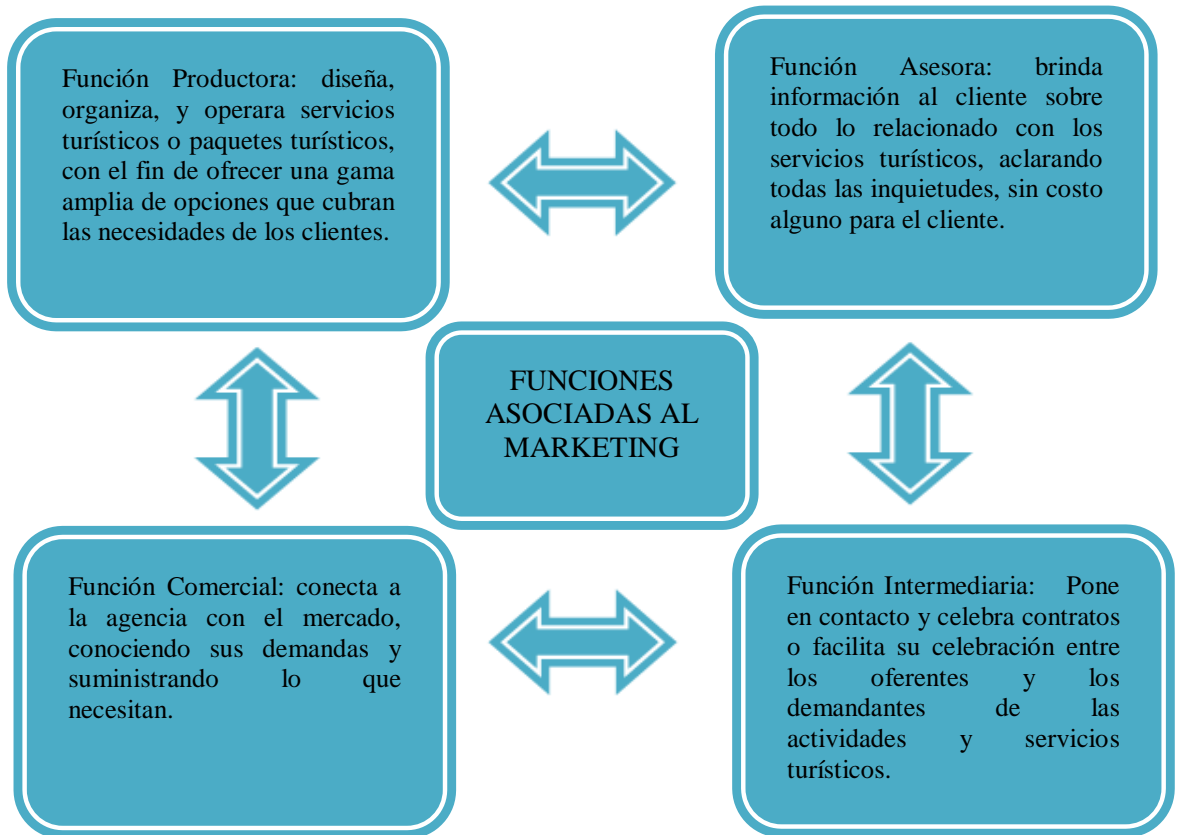 Función Productora: diseña,
organiza, y operara servicios
turísticos o paquetes turísticos,
con el fin de ofrecer una gama
amplia de opciones que cubran
las necesidades de los clientes.
Función Asesora: brinda
información al cliente sobre
todo lo relacionado con los
servicios turísticos, aclarando
todas las inquietudes, sin costo
alguno para el cliente.
FUNCIONES
ASOCIADAS AL
MARKETING
Función Comercial: conecta a
la agencia con el mercado,
conociendo sus demandas y
suministrando lo que
necesitan.
Función Intermediaria: Pone
en contacto y celebra contratos
o facilita su celebración entre
los oferentes y los
demandantes de las
actividades y servicios
turísticos.